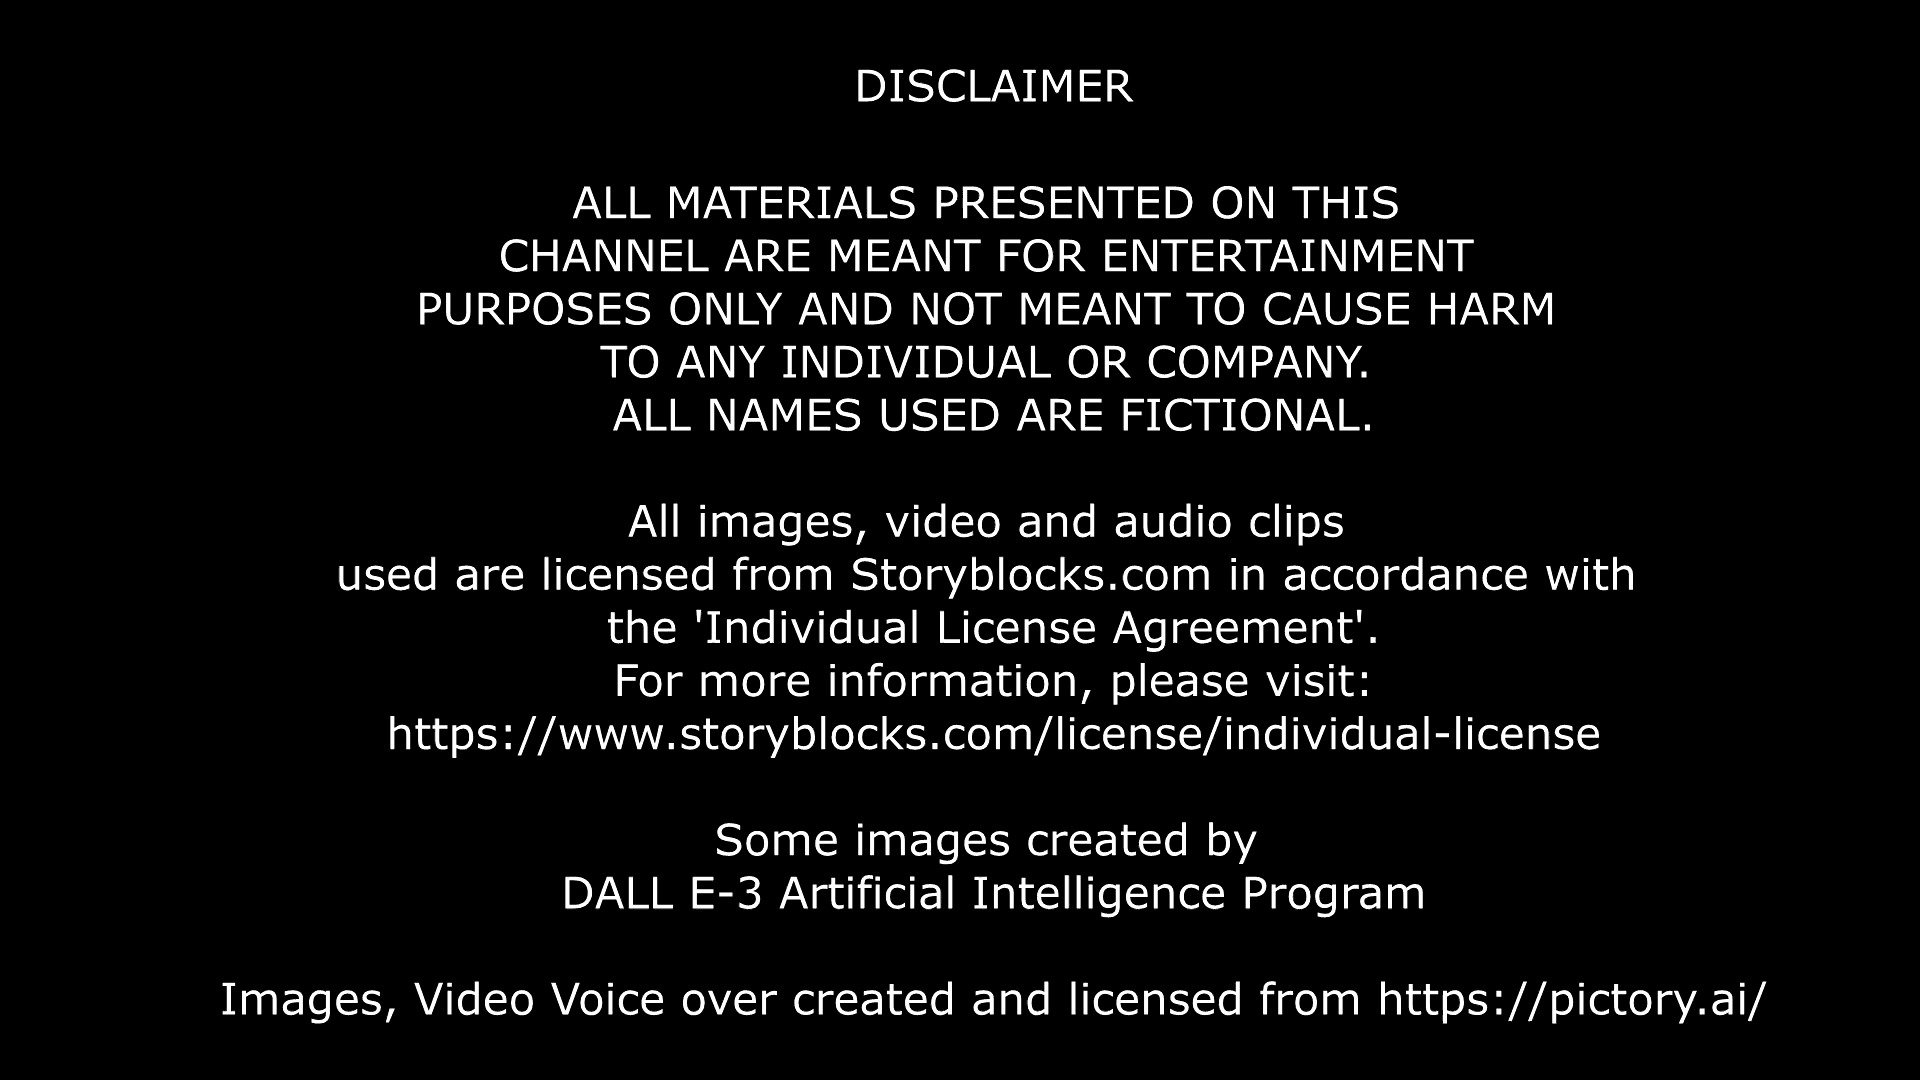 DISCLAIMER
ALL MATERIALS PRESENTED ON THIS
CHANNEL ARE MEANT FOR ENTERTAINMENT
PURPOSES ONLY AND NOT MEANT TO CAUSE HARM
TO ANY INDIVIDUAL OR COMPANY.
ALL NAMES USED ARE FICTIONAL.
All images, video and audio clips
used are licensed from Storyblocks.com in accordance with
the 'Individual License Agreement'.
For more information, please visit:
https://www.storyblocks.com/license/individual-license
Some images created by
DALL E-3 Artificial Intelligence Program
Images, Video Voice over created and licensed from https://pictory.ai/